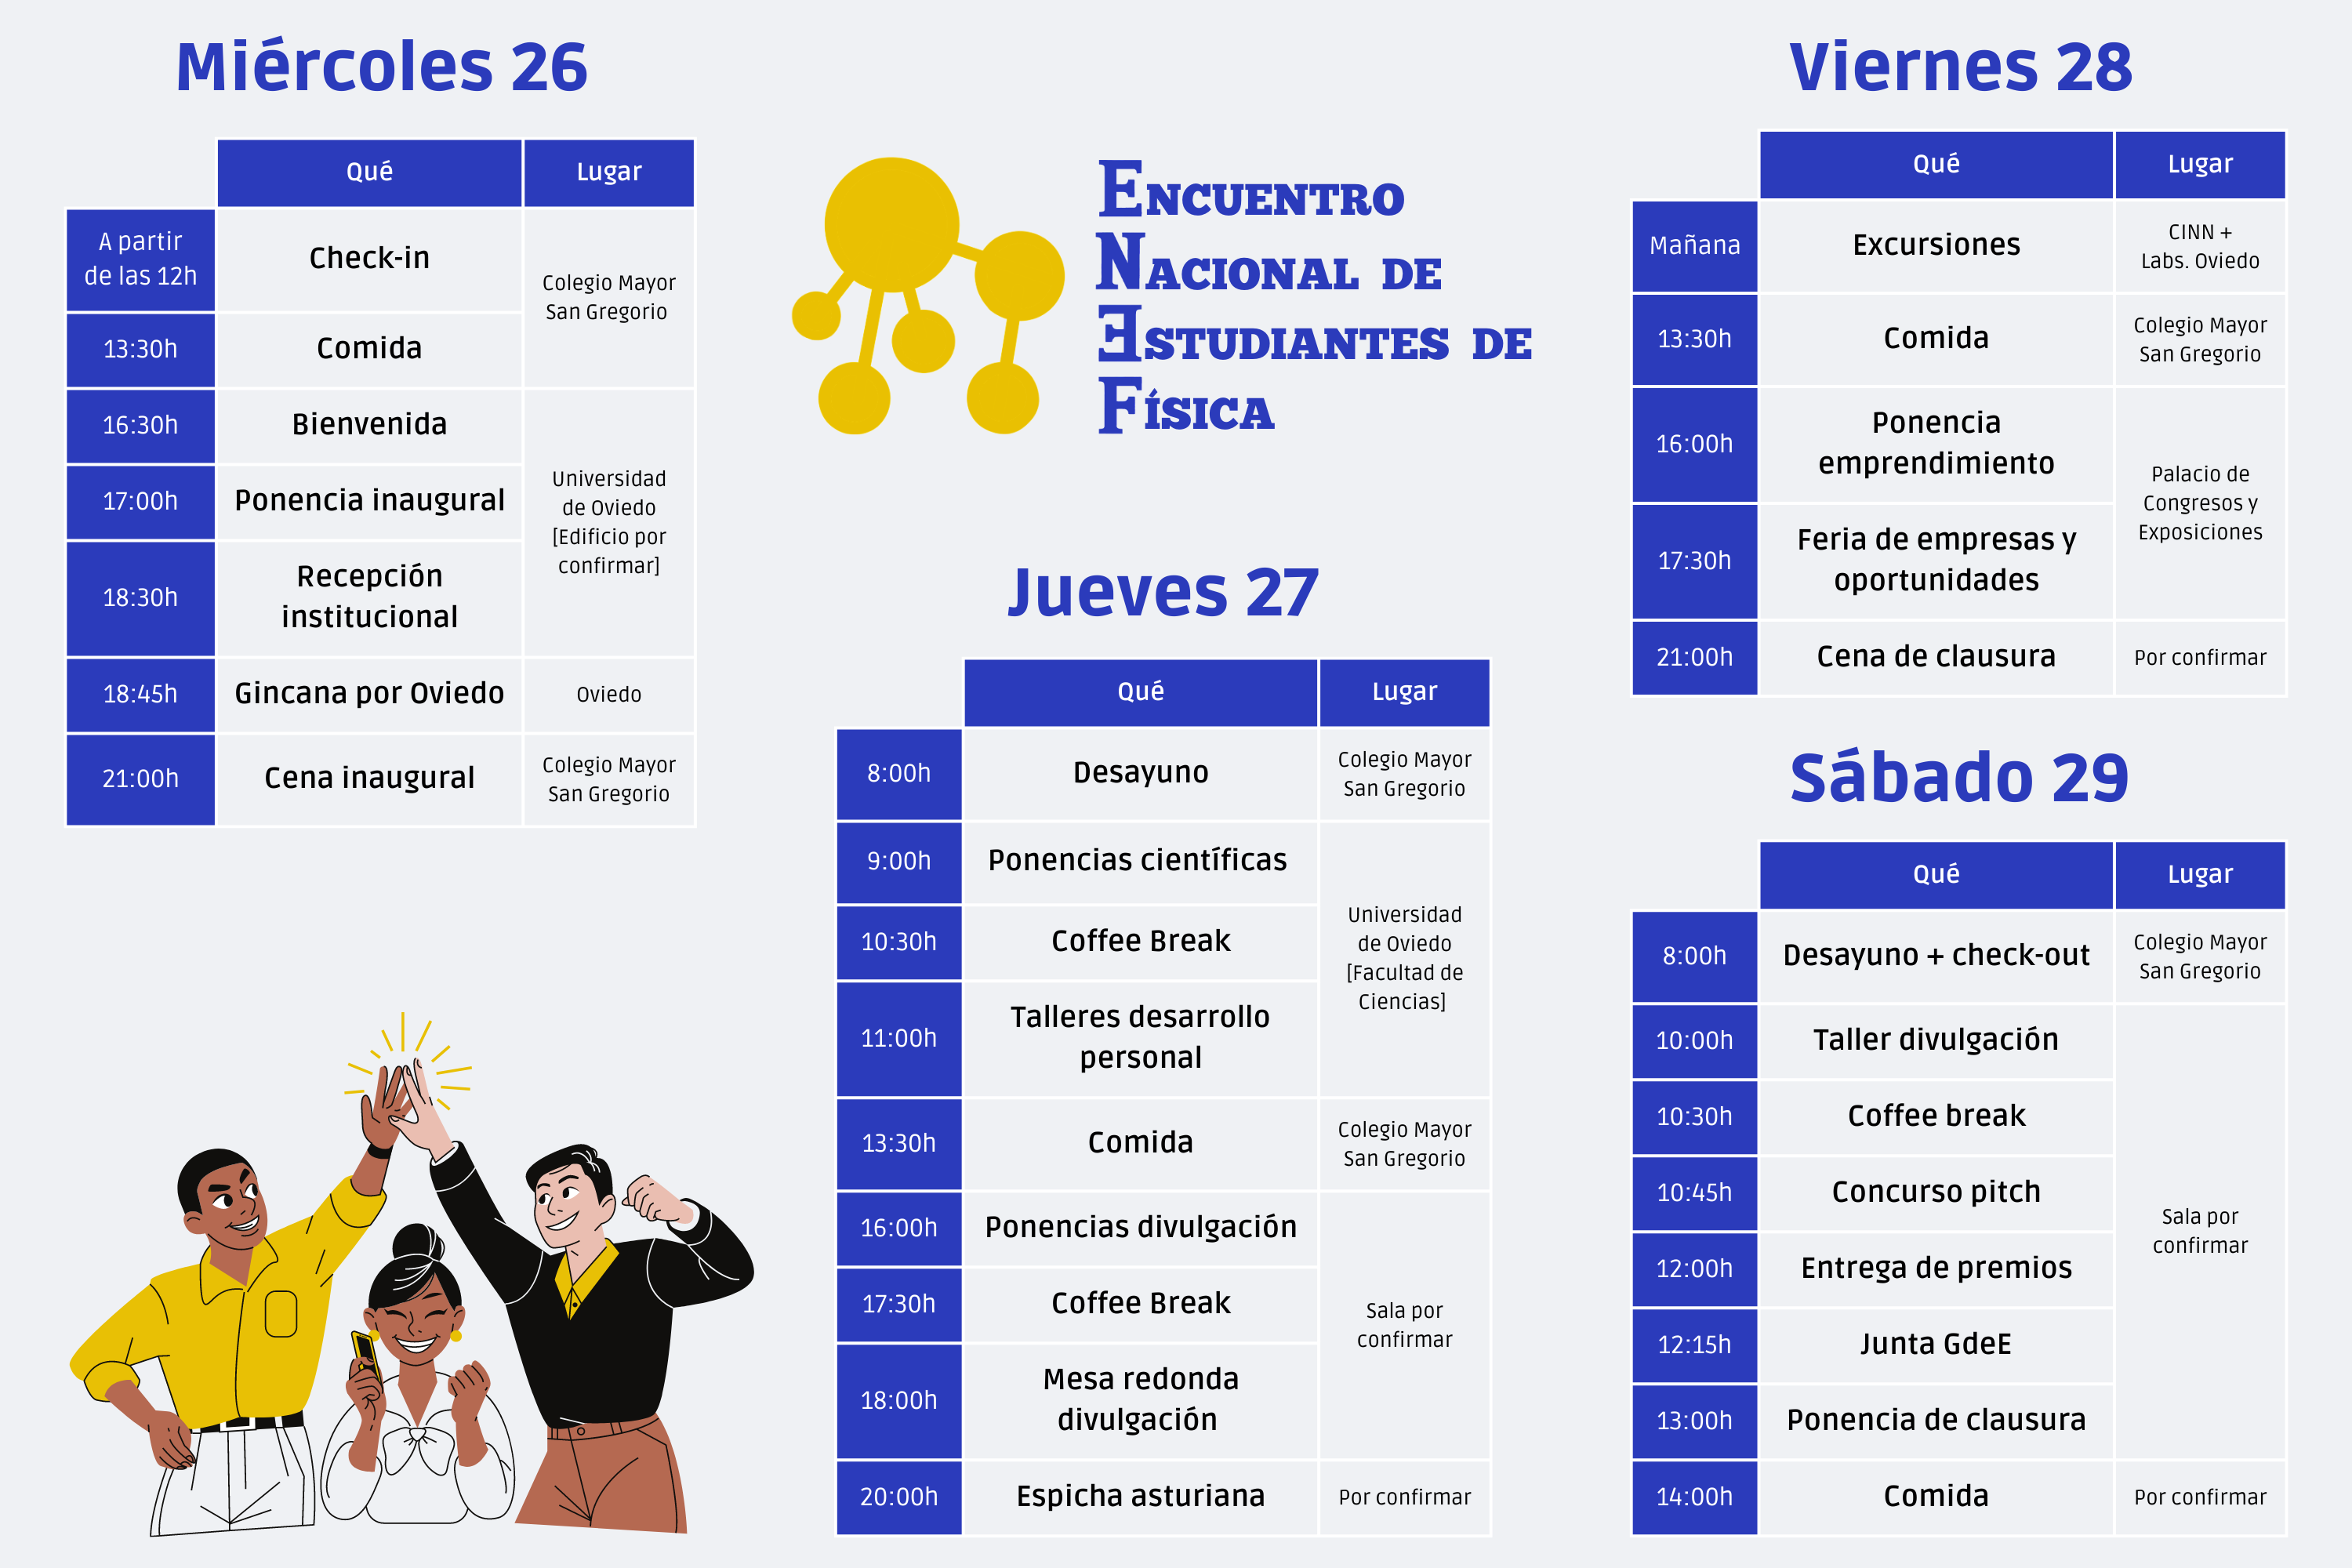 Miércoles 26
Qué
Lugar
A partir
de las 12h
Check-in
Colegio Mayor
San Gregorio
13:30h
Comida
16:30h
Bienvenida
Universidad
de Oviedo
[Edificio por
confirmar]
17:00h
Ponencia inaugural
18:30h
Recepción
institucional
18:45h
Gincana por Oviedo
Oviedo
21:00h
Cena inaugural
Colegio Mayor
San Gregorio
ENCUENTRO
NACIONAL DE
ESTUDIANTES DE
FÍSICA
Jueves 27
Qué
Lugar
8:00h
Desayuno
Colegio Mayor
San Gregorio
9:00h
Ponencias científicas
Universidad
de Oviedo
[Facultad de
Ciencias]
10:30h
Coffee Break
11:00h
Talleres desarrollo
personal
13:30h
Comida
Colegio Mayor
San Gregorio
16:00h
Ponencias divulgación
Sala por
confirmar
17:30h
Coffee Break
18:00h
Mesa redonda
divulgación
20:00h
Espicha asturiana
Por confirmar
Viernes 28
Qué
Lugar
Mañana
Excursiones
CINN +
Labs. Oviedo
13:30h
Comida
Colegio Mayor
San Gregorio
16:00h
Ponencia
emprendimiento
Palacio de
Congresos y
Exposiciones
17:30h
Feria de empresas y
oportunidades
21:00h
Cena de clausura
Por confirmar
Sábado 29
Qué
Lugar
8:00h
Desayuno + check-out
Colegio Mayor
San Gregorio
10:00h
Taller divulgación
Sala por
confirmar
10:30h
Coffee break
10:45h
Concurso pitch
12:00h
Entrega de premios
12:15h
Junta GdeE
13:00h
Ponencia de clausura
14:00h
Comida
Por confirmar